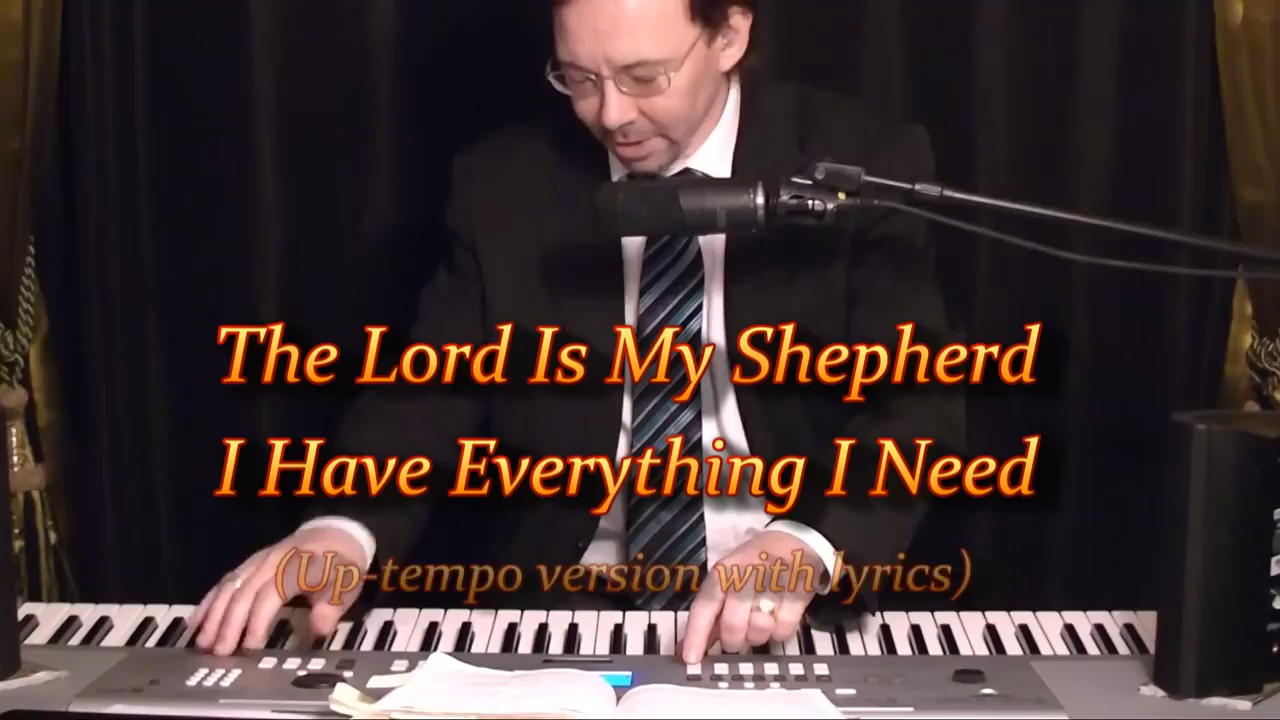 The Lord Is My Shepherd
I Have Everything I Need
(Up-tempo version with lyrics)